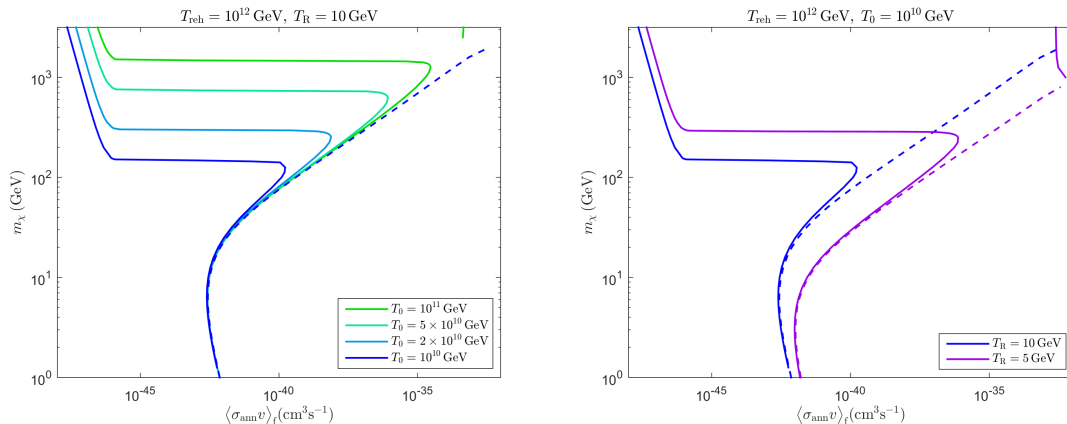 T_reh = 10^12 GeV, T_R = 10 GeV
m_χ (GeV)
10^3
10^2
10^1
10^0
10^-45
10^-40
10^-35
⟨σ_ann v⟩_f (cm^3 s^-1)
T_0 = 10^11 GeV
T_0 = 5 × 10^10 GeV
T_0 = 2 × 10^10 GeV
T_0 = 10^10 GeV
T_reh = 10^12 GeV, T_0 = 10^10 GeV
m_χ (GeV)
10^3
10^2
10^1
10^0
10^-45
10^-40
10^-35
⟨σ_ann v⟩_f (cm^3 s^-1)
T_R = 10 GeV
T_R = 5 GeV